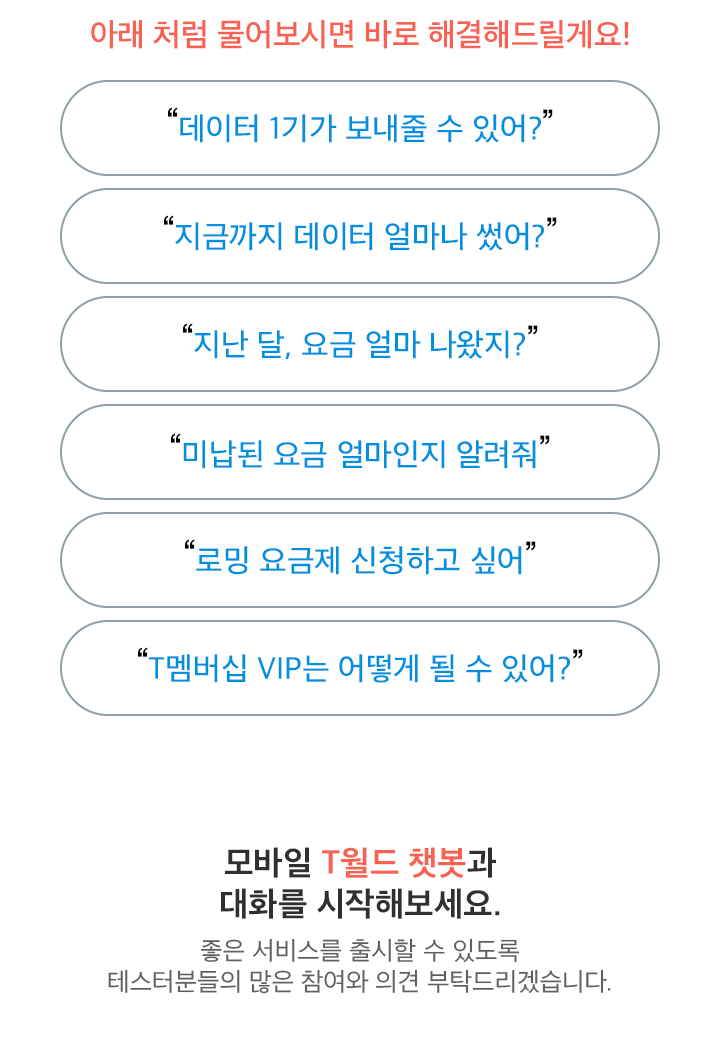 아래 처럼 물어보시면 바로 해결해드릴게요!
“데이터 1기가 보내줄 수 있어?”
“지금까지 데이터 얼마나 썼어?”
“지난 달, 요금 얼마 나왔지?”
“미납된 요금 얼마인지 알려줘”
“로밍 요금제 신청하고 싶어”
“T멤버십 VIP는 어떻게 될 수 있어?”
모바일 T월드 챗봇과
대화를 시작해보세요.
좋은 서비스를 출시할 수 있도록
테스터분들의 많은 참여와 의견 부탁드리겠습니다.